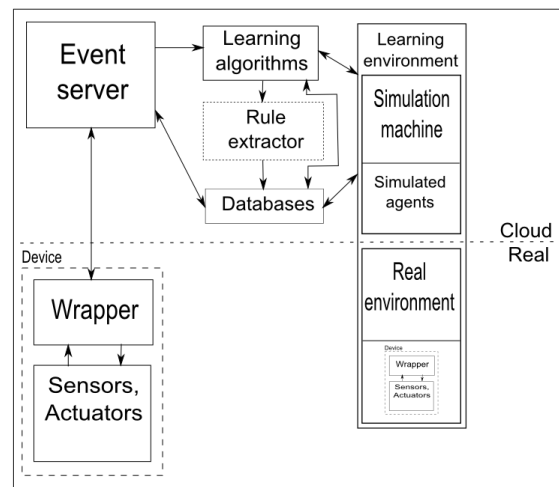 Event
server
Learning
algorithms
Rule
extractor
Databases
Learning
environment
Simulation
machine
Simulated
agents
Cloud
Real
Device
Wrapper
Sensors,
Actuators
Real
environment
Device
Wrapper
Sensors,
Actuators